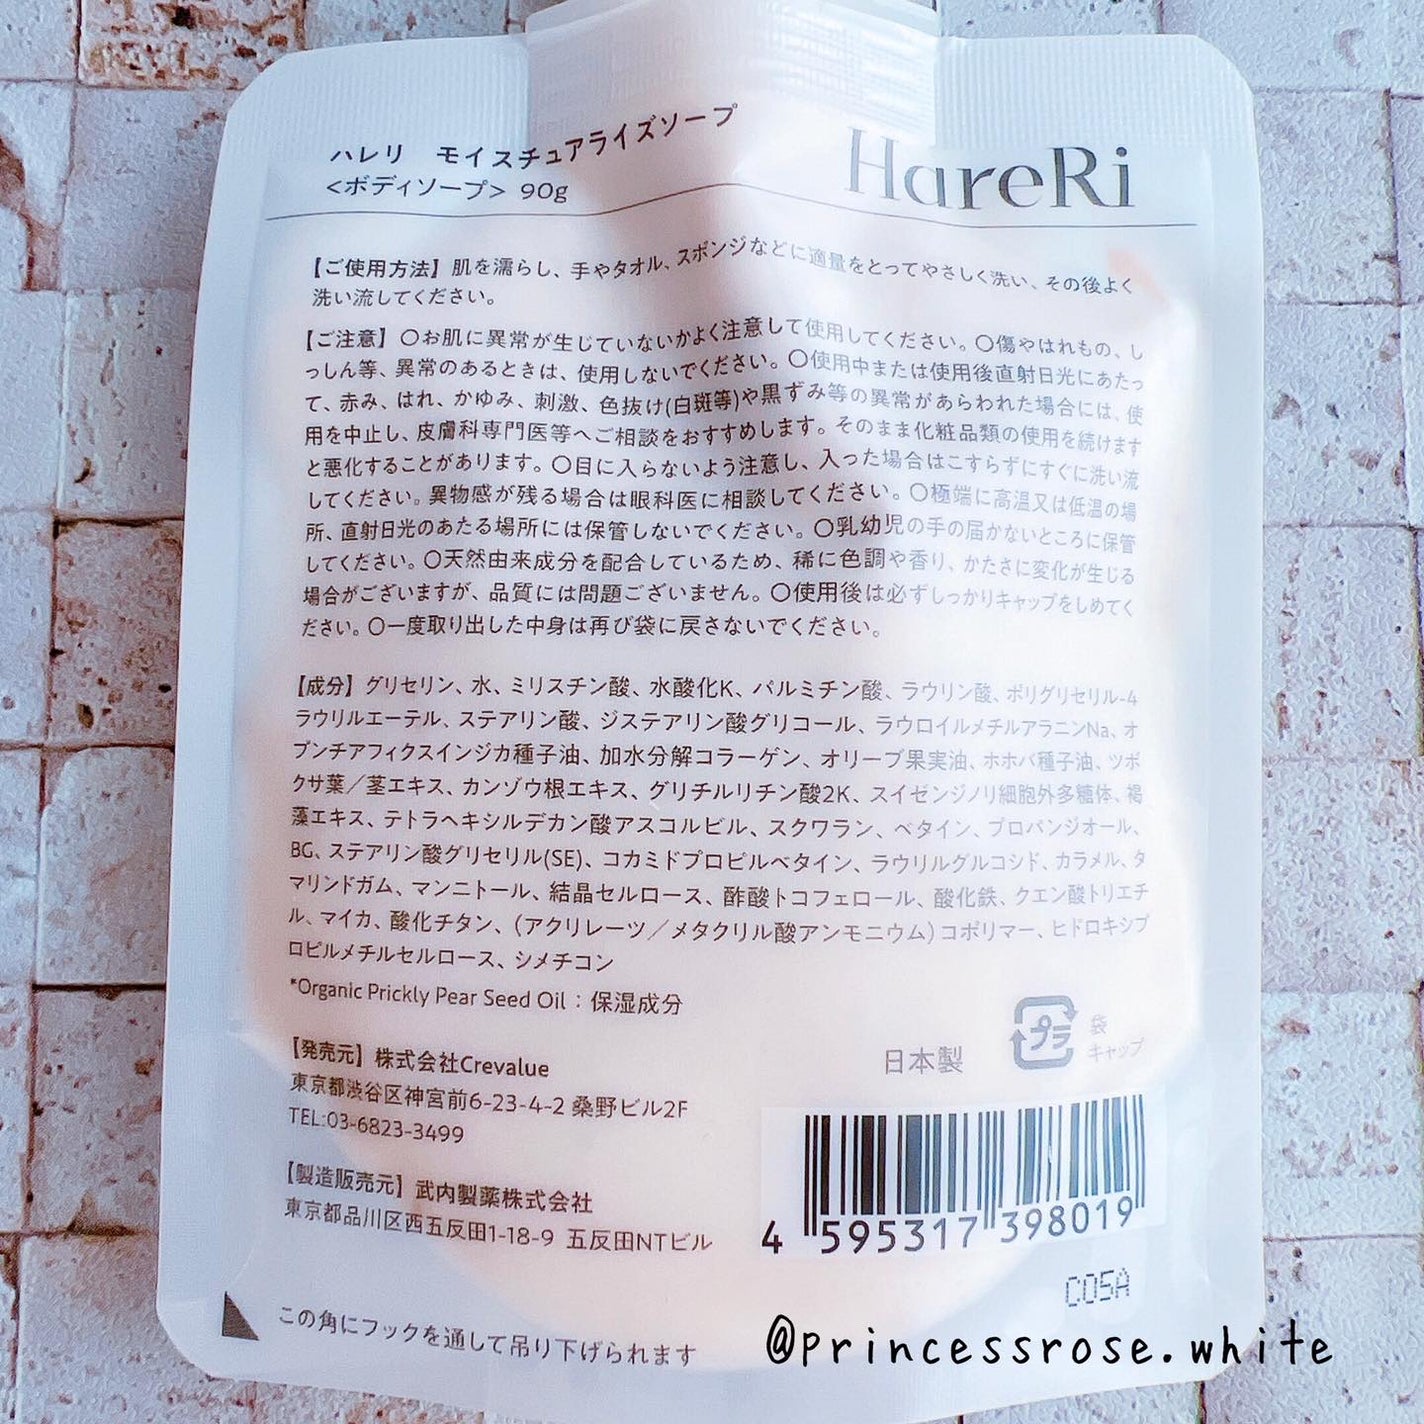 ハレリ　モイスチュアライズソープ
<ボディソープ> 90g
HareRi
【ご使用方法】肌を濡らし、手やタオル、スポンジなどに適量をとってやさしく洗い、その後よく
洗い流してください。
【ご注意】〇お肌に異常が生じていないかよく注意して使用してください。〇傷やはれもの、し
っしん等、異常のあるときは、使用しないでください。〇使用中または使用後直射日光にあたっ
て、赤み、はれ、かゆみ、刺激、色抜け(白斑等)や黒ずみ等の異常があらわれた場合には、使
用を中止し、皮膚科専門医等へご相談をおすすめします。そのまま化粧品類の使用を続けます
と悪化することがあります。〇目に入らないよう注意し、入った場合はこすらずにすぐに洗い流
してください。異物感が残る場合は眼科医に相談してください。〇極端に高温又は低温の場
所、直射日光のあたる場所には保管しないでください。〇乳幼児の手の届かないところに保管
してください。〇天然由来成分を配合しているため、稀に色調や香り、かたさに変化が生じる
場合がございますが、品質には問題ございません。〇使用後は必ずしっかりキャップをしめてく
ださい。〇一度取り出した中身は再び袋に戻さないでください。
【成分】グリセリン、水、ミリスチン酸、水酸化K、パルミチン酸、ラウリン酸、ポリグリセリル-4
ラウリルエーテル、ステアリン酸、ジステアリン酸グリコール、ラウロイルメチルアラニンNa、オ
プンチアフィクスインジカ種子油、加水分解コラーゲン、オリーブ果実油、ホホバ種子油、ツボ
クサ葉／茎エキス、カンゾウ根エキス、グリチルリチン酸2K、スイゼンジノリ細胞外多糖体、褐
藻エキス、テトラヘキシルデカン酸アスコルビル、スクワラン、ベタイン、プロパンジオール、
BG、ステアリン酸グリセリル(SE)、コカミドプロピルベタイン、ラウリルグルコシド、カラメル、タ
マリンドガム、マンニトール、結晶セルロース、酢酸トコフェロール、酸化鉄、クエン酸トリエチ
ル、マイカ、酸化チタン、(アクリレーツ／メタクリル酸アンモニウム)コポリマー、ヒドロキシプ
ロピルメチルセルロース、シメチコン
*Organic Prickly Pear Seed Oil：保湿成分
【発売元】株式会社Crevalue
東京都渋谷区神宮前6-23-4-2 桑野ビル2F
TEL:03-6823-3499
日本製
プラ
袋
キャップ
【製造販売元】武内製薬株式会社
東京都品川区西五反田1-18-9 五反田NTビル
4 595317 398019
C05A
この角にフックを通して吊り下げられます
@princessrose.white